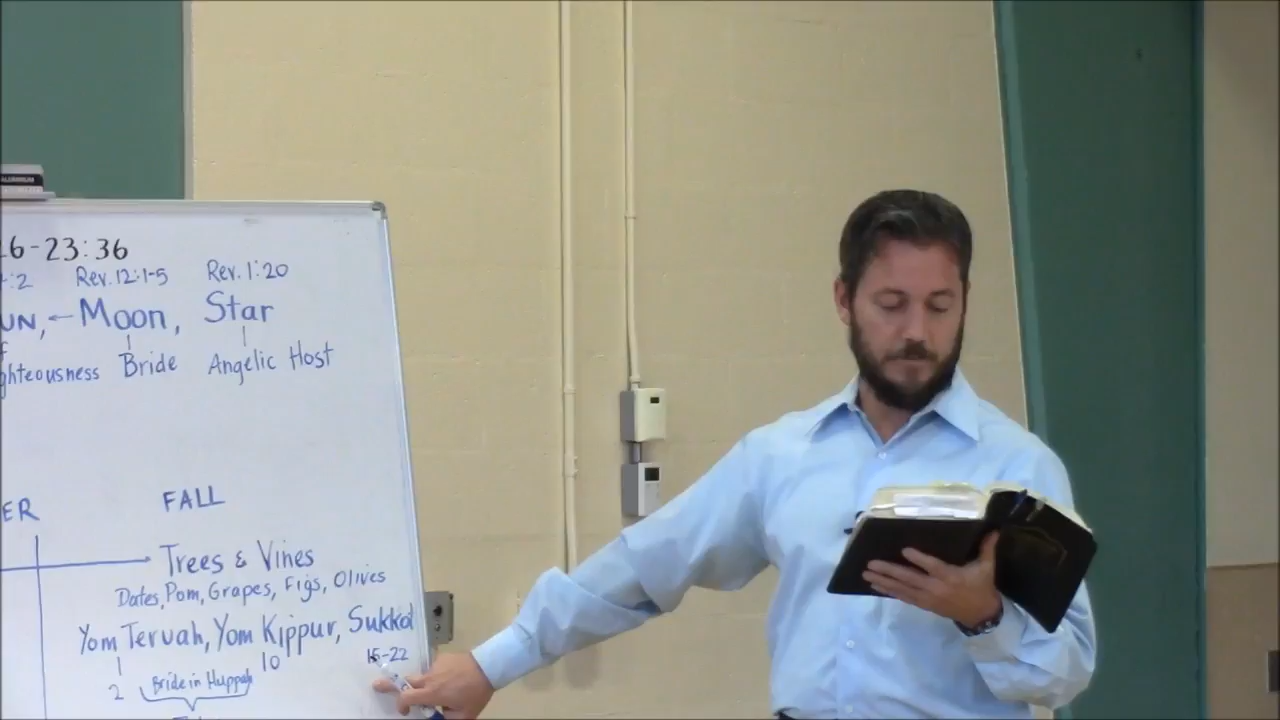 ALUMINUM
26-23:36
:2 Rev. 12:1-5 Rev. 1:20
UN, ← Moon, Star
ghteousness Bride Angelic Host
ER FALL
Trees & Vines
Dates, Pom, Grapes, Figs, Olives
Yom Teruah, Yom Kippur, Sukkot
2 10 15-22
Bride in Huppah